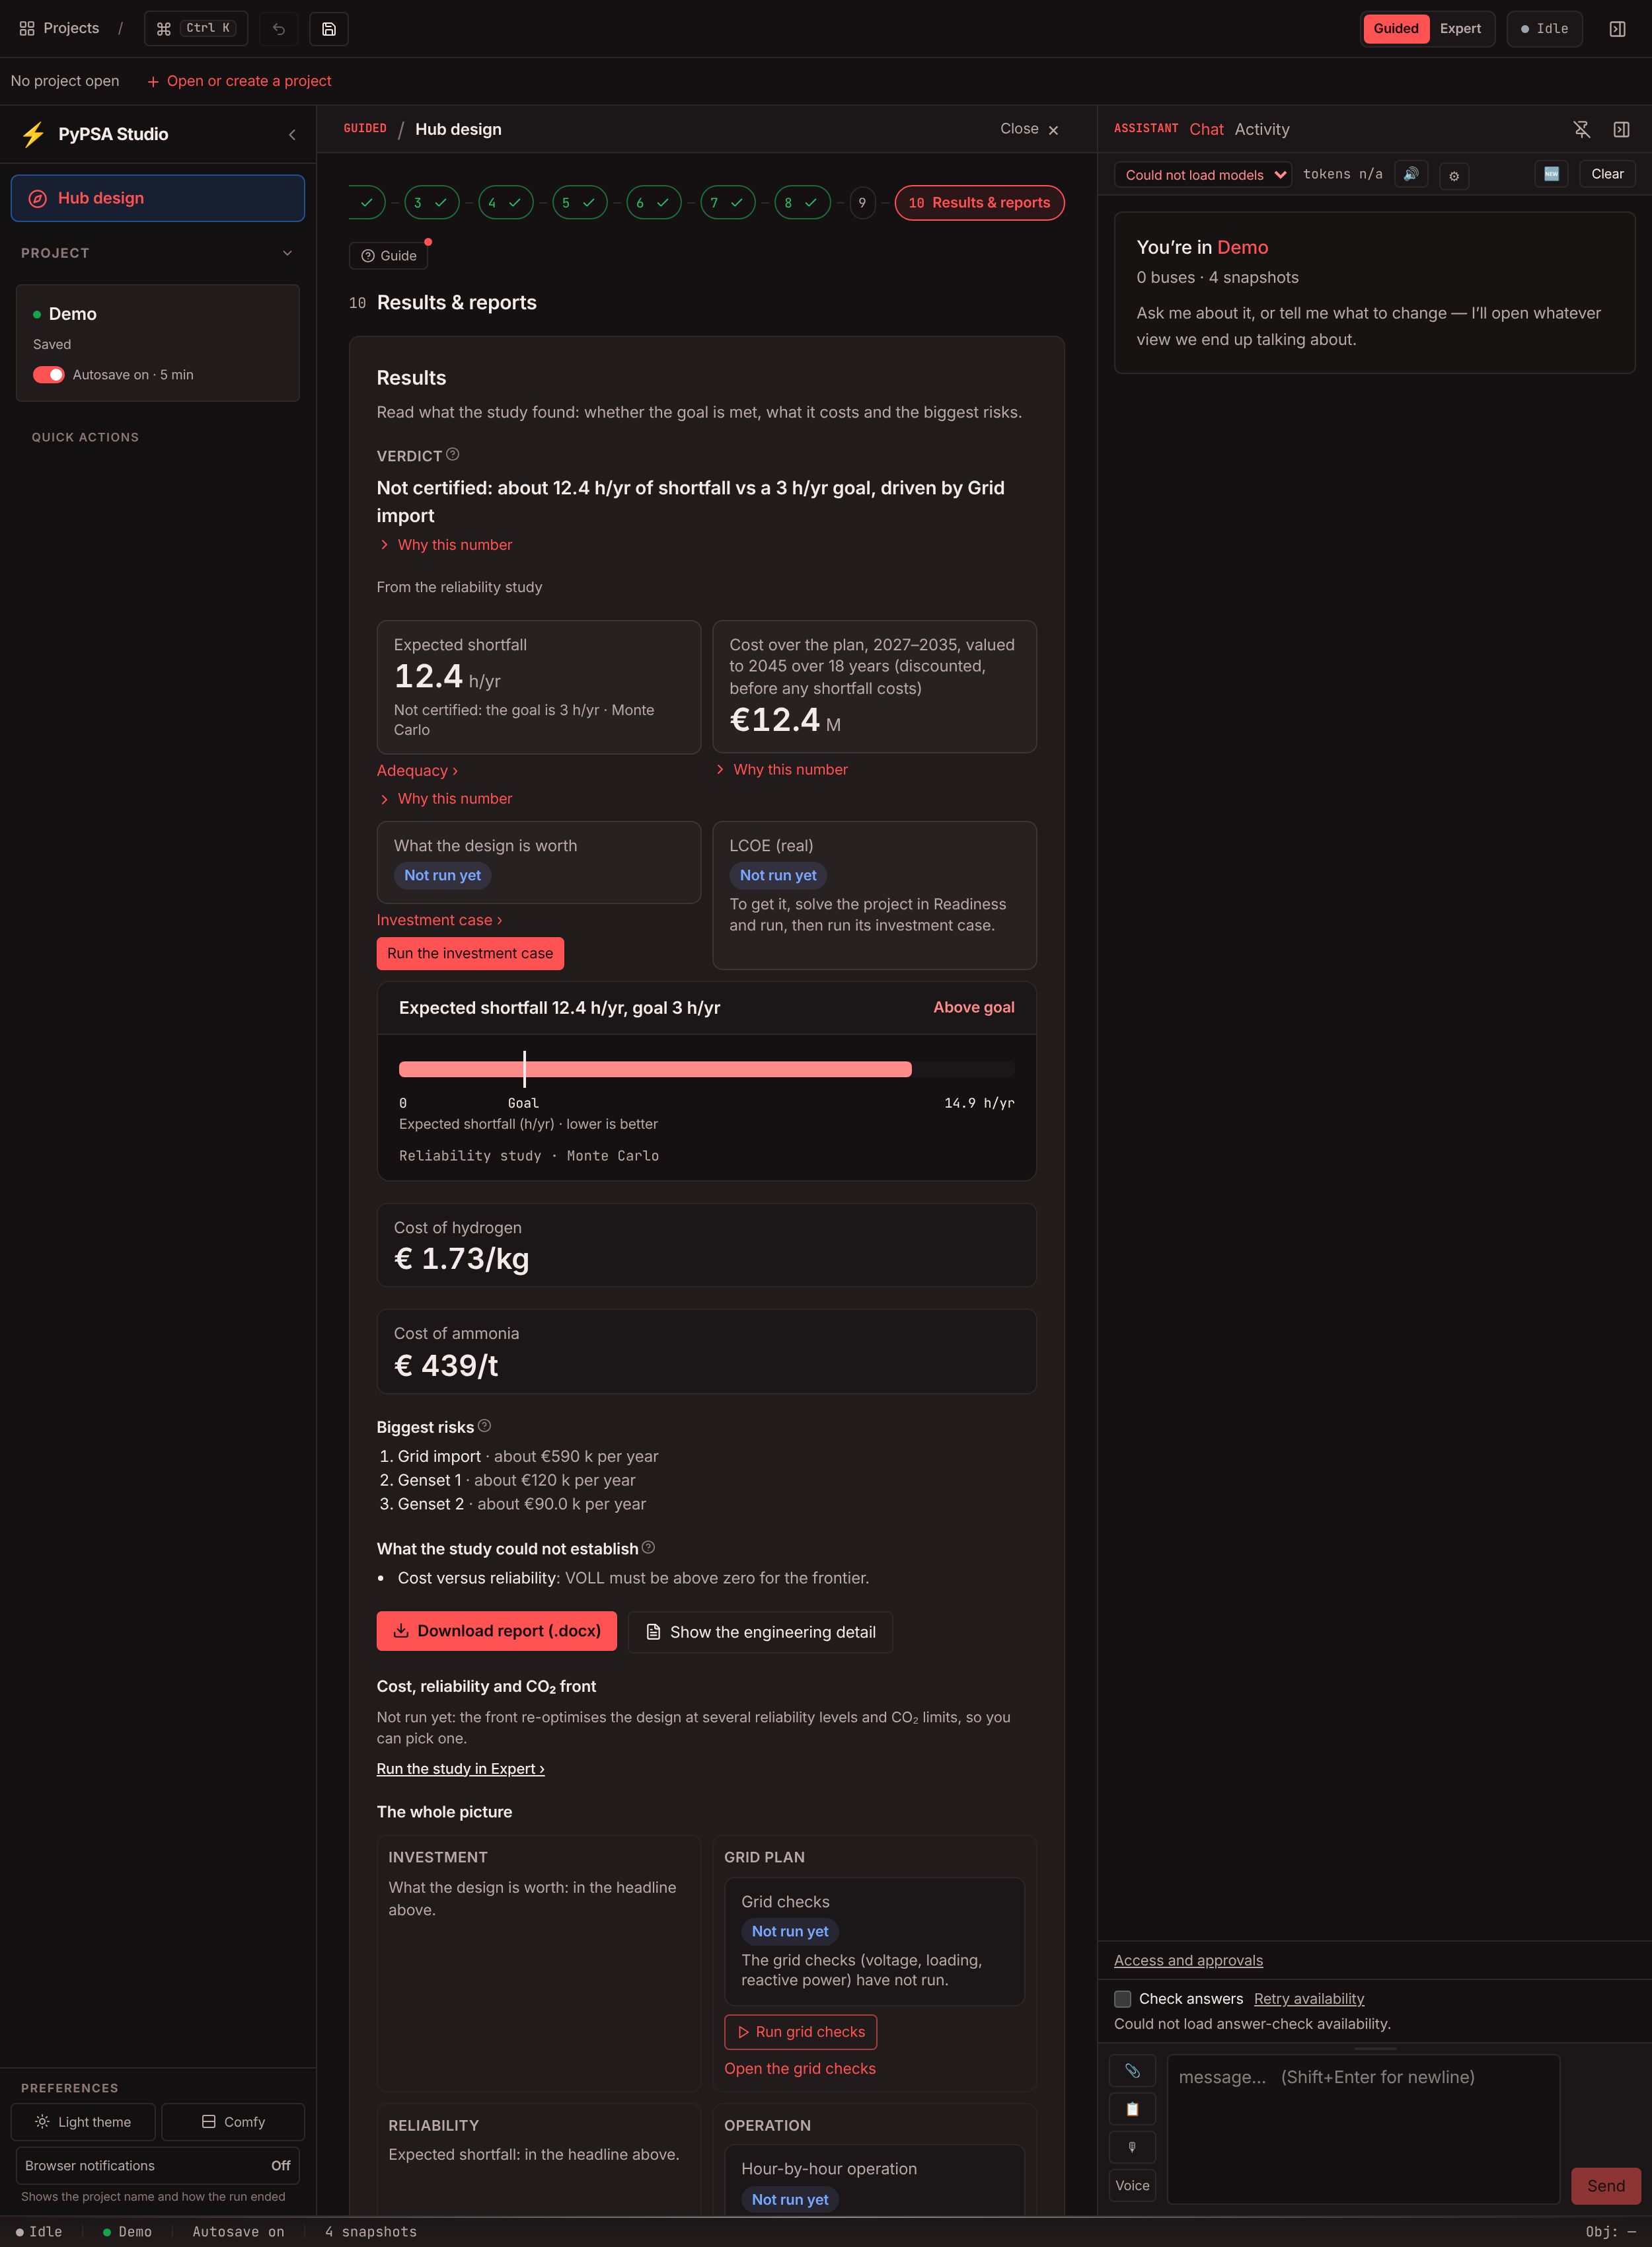 Projects / ⌘ Ctrl K
Guided Expert Idle
No project open + Open or create a project
PyPSA Studio
Hub design
PROJECT
Demo
Saved
Autosave on · 5 min
QUICK ACTIONS
PREFERENCES
Light theme Comfy
Browser notifications Off
Shows the project name and how the run ended
GUIDED / Hub design Close ×
3 4 5 6 7 8 9 10 Results & reports
Guide
10 Results & reports
Results
Read what the study found: whether the goal is met, what it costs and the biggest risks.
VERDICT
Not certified: about 12.4 h/yr of shortfall vs a 3 h/yr goal, driven by Grid
import
Why this number
From the reliability study
Expected shortfall
12.4 h/yr
Not certified: the goal is 3 h/yr · Monte
Carlo
Adequacy ›
Why this number
Cost over the plan, 2027–2035, valued
to 2045 over 18 years (discounted,
before any shortfall costs)
€12.4 M
Why this number
What the design is worth
Not run yet
Investment case ›
Run the investment case
LCOE (real)
Not run yet
To get it, solve the project in Readiness
and run, then run its investment case.
Expected shortfall 12.4 h/yr, goal 3 h/yr Above goal
0 Goal 14.9 h/yr
Expected shortfall (h/yr) · lower is better
Reliability study · Monte Carlo
Cost of hydrogen
€ 1.73/kg
Cost of ammonia
€ 439/t
Biggest risks
1. Grid import · about €590 k per year
2. Genset 1 · about €120 k per year
3. Genset 2 · about €90.0 k per year
What the study could not establish
• Cost versus reliability: VOLL must be above zero for the frontier.
Download report (.docx) Show the engineering detail
Cost, reliability and CO₂ front
Not run yet: the front re-optimises the design at several reliability levels and CO₂ limits, so you
can pick one.
Run the study in Expert ›
The whole picture
INVESTMENT
What the design is worth: in the headline
above.
GRID PLAN
Grid checks
Not run yet
The grid checks (voltage, loading,
reactive power) have not run.
Run grid checks
Open the grid checks
RELIABILITY
Expected shortfall: in the headline above.
OPERATION
Hour-by-hour operation
Not run yet
ASSISTANT Chat Activity
Could not load models tokens n/a Clear
You’re in Demo
0 buses · 4 snapshots
Ask me about it, or tell me what to change — I’ll open whatever
view we end up talking about.
Access and approvals
Check answers Retry availability
Could not load answer-check availability.
message... (Shift+Enter for newline)
Voice
Send
Idle Demo Autosave on 4 snapshots Obj: —